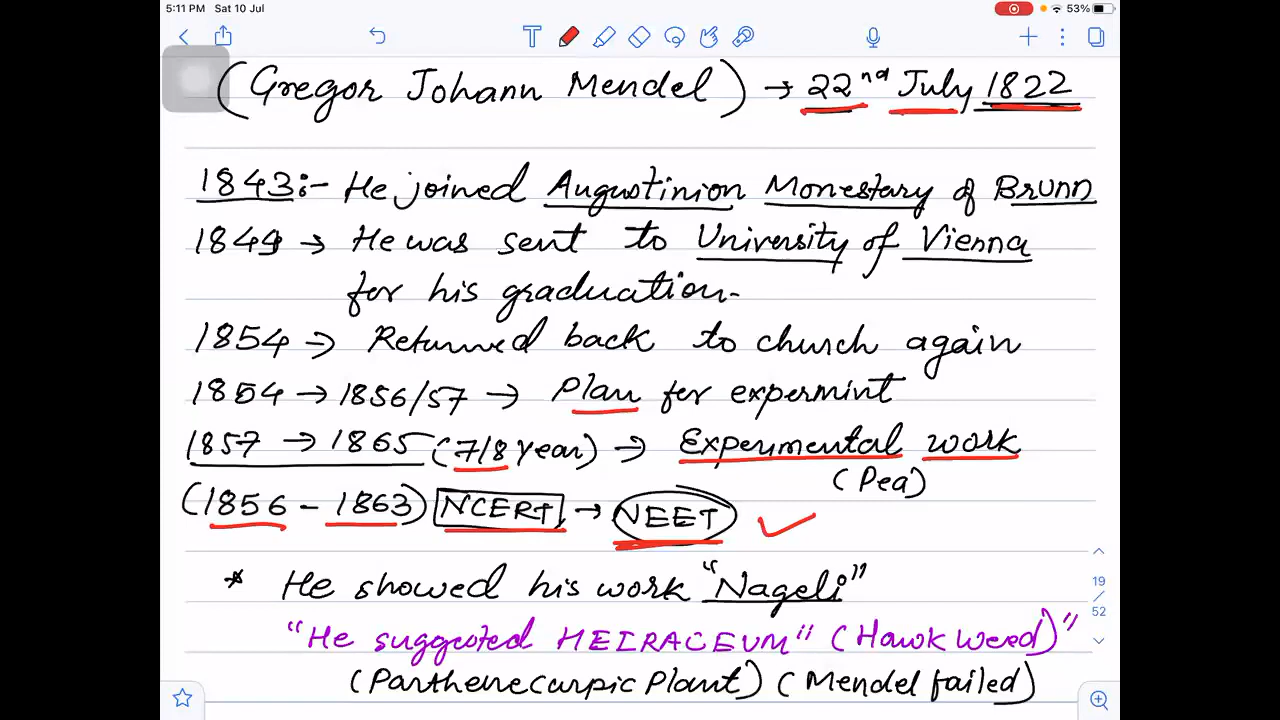 5:11 PM Sat 10 Jul 53%
T
(Gregor Johann Mendel) → 22nd July 1822
1843:- He joined Augustinion Monestary of Brunn
1849 → He was sent to University of Vienna
for his graduation.
1854 → Returned back to church again
1854 → 1856/57 → Plan for expermint
1857 → 1865 (7/8 year) → Expermental work
(Pea)
(1856 - 1863) NCERT → NEET ✓
* He showed his work "Nageli"
"He suggested HEIRACEUM" (Hawk weed)"
(Parthenecarpic Plant) (Mendel failed)
19
/
52